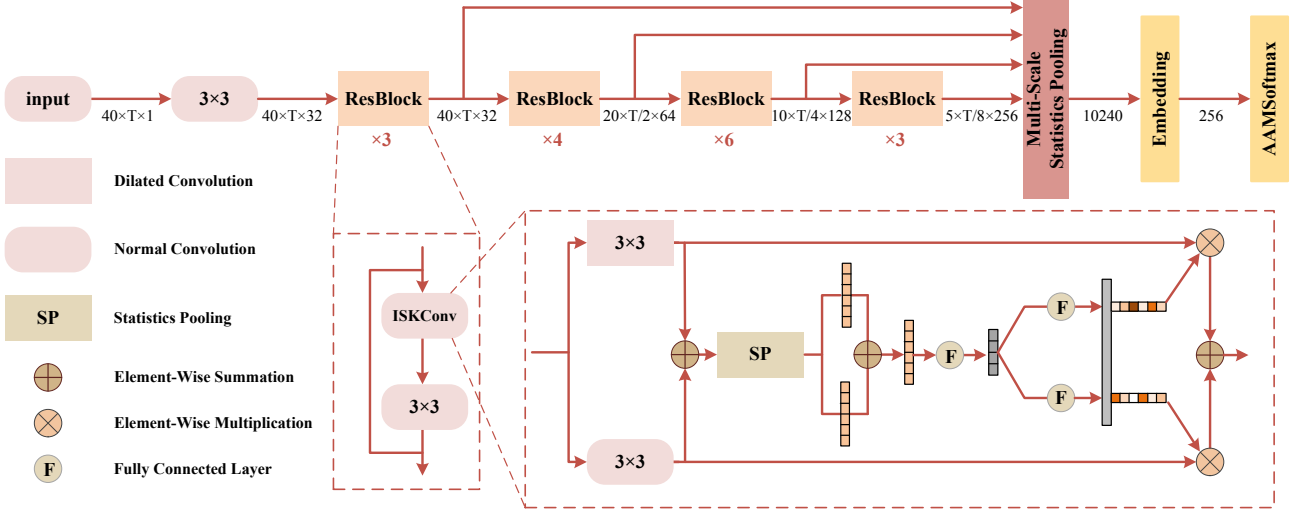 input
40×T×1
3×3
40×T×32
ResBlock
×3
40×T×32
ResBlock
×4
20×T/2×64
ResBlock
×6
10×T/4×128
ResBlock
×3
5×T/8×256
Multi-Scale
Statistics Pooling
10240
Embedding
256
AAMSoftmax
Dilated Convolution
Normal Convolution
SP
Statistics Pooling
Element-Wise Summation
Element-Wise Multiplication
F
Fully Connected Layer
ISKConv
3×3
3×3
3×3
SP
F
F
F